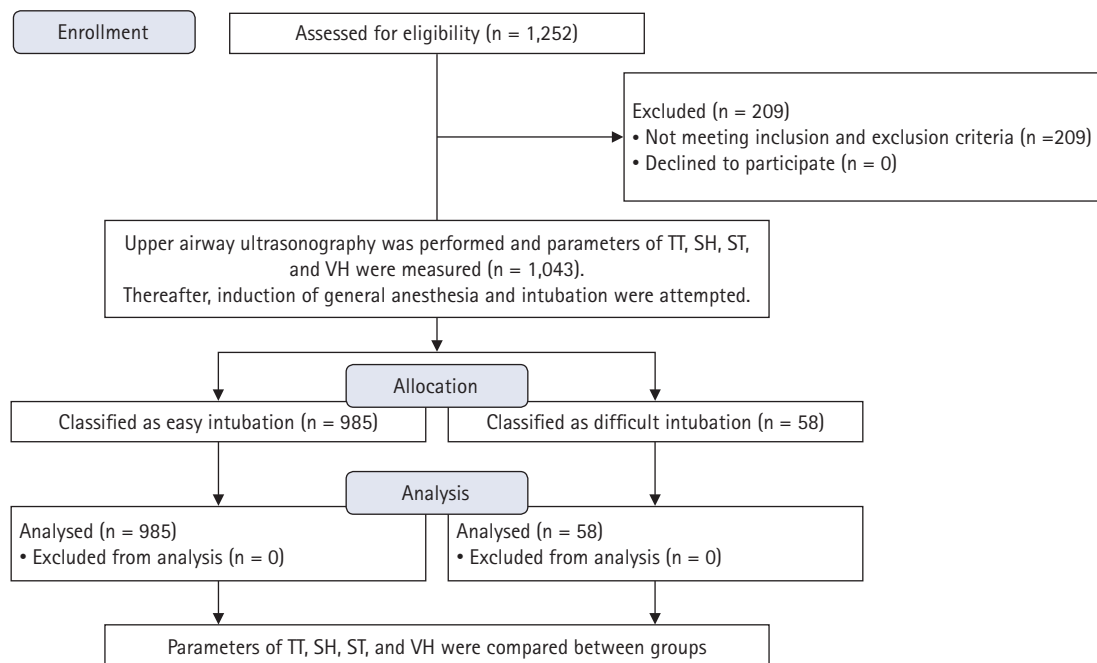 Enrollment
Assessed for eligibility (n = 1,252)
Excluded (n = 209)
• Not meeting inclusion and exclusion criteria (n =209)
• Declined to participate (n = 0)
Upper airway ultrasonography was performed and parameters of TT, SH, ST,
and VH were measured (n = 1,043).
Thereafter, induction of general anesthesia and intubation were attempted.
Allocation
Classified as easy intubation (n = 985)
Classified as difficult intubation (n = 58)
Analysis
Analysed (n = 985)
• Excluded from analysis (n = 0)
Analysed (n = 58)
• Excluded from analysis (n = 0)
Parameters of TT, SH, ST, and VH were compared between groups